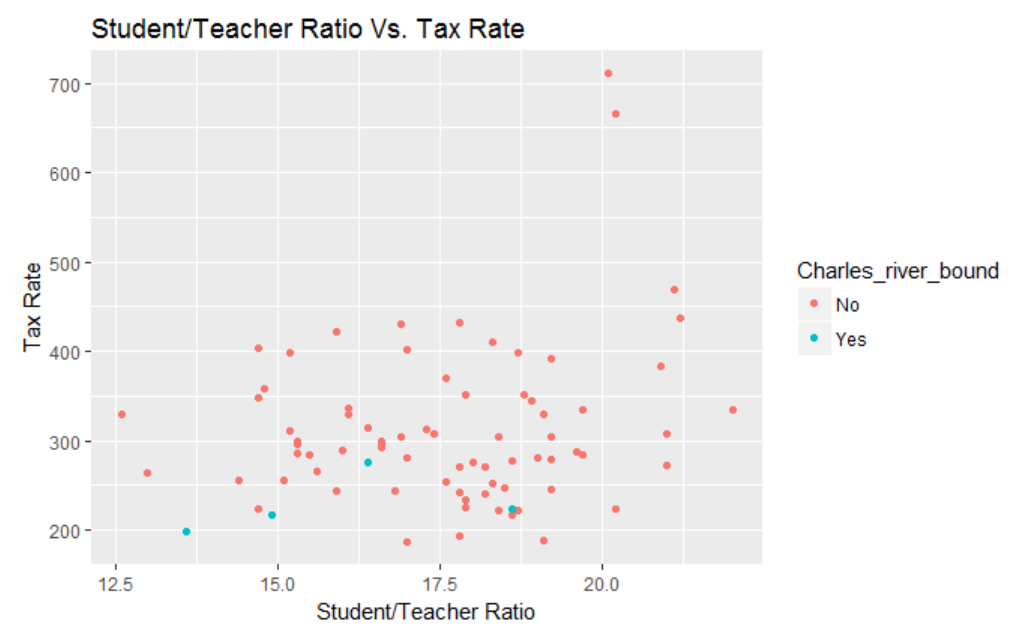 Student/Teacher Ratio Vs. Tax Rate
700
600
500
400
300
200
Tax Rate
12.5 15.0 17.5 20.0
Student/Teacher Ratio
Charles_river_bound
No
Yes